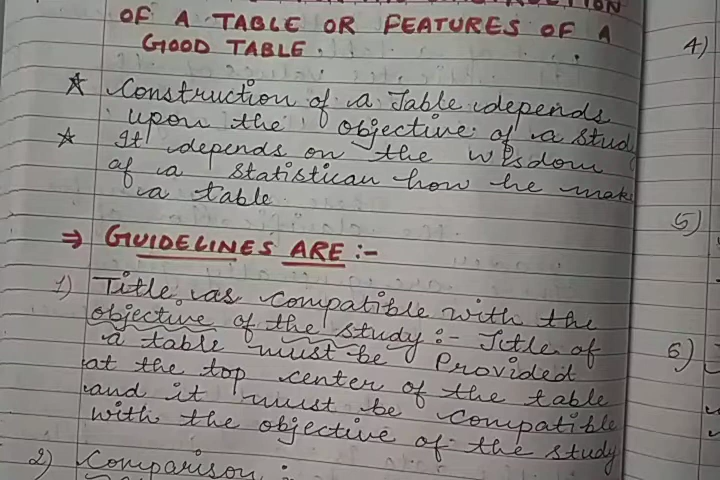 OF A TABLE OR FEATURES OF A
GOOD TABLE.
☆ Construction of a Table depends
upon the objective of a Study
☆ It depends on the wisdom
of a statistican how he make
a table.
⇒ GUIDELINES ARE :-
1) Title as compatible with the
objective of the study :- Title of
a table must be Provided
at the top center of the table
and it must be compatible
with the objective of the study
2) Comparison
4)
5)
6)